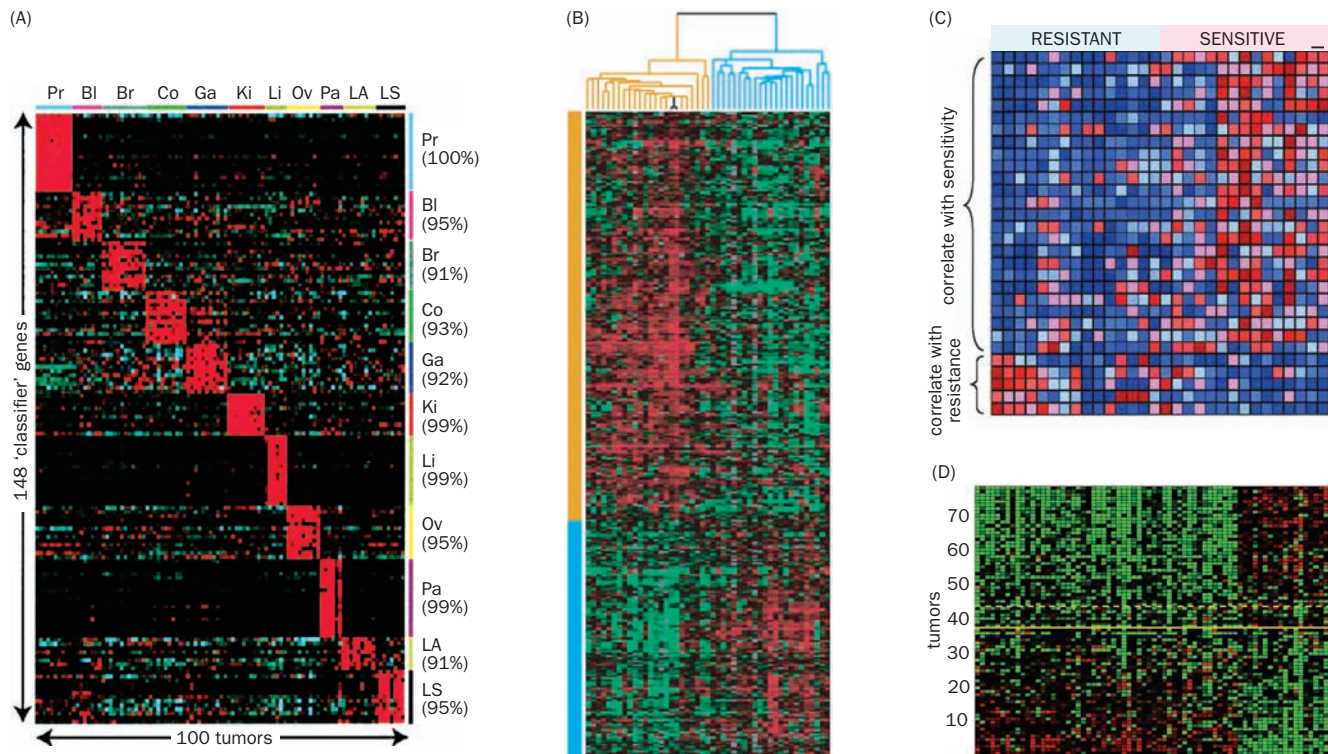 (A)
Pr Bl Br Co Ga Ki Li Ov Pa LA LS
148 'classifier' genes
Pr
(100%)
Bl
(95%)
Br
(91%)
Co
(93%)
Ga
(92%)
Ki
(99%)
Li
(99%)
Ov
(95%)
Pa
(99%)
LA
(91%)
LS
(95%)
100 tumors
(B)
(C)
RESISTANT SENSITIVE
correlate with sensitivity
correlate with
resistance
(D)
tumors
70
60
50
40
30
20
10